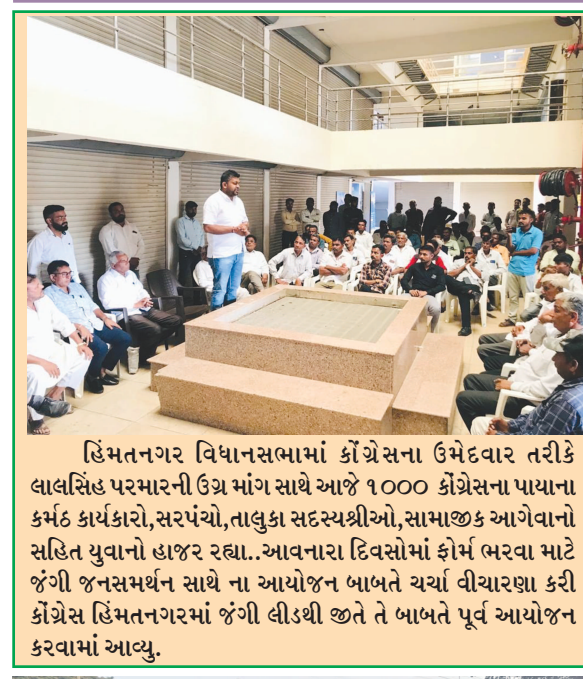 હિંમતનગર વિધાનસભામાં કોંગ્રેસના ઉમેદવાર તરીકે
લાલસિંહ પરમારની ઉગ્ર માંગ સાથે આજે ૧૦૦૦ કોંગ્રેસના પાયાના
કર્મઠ કાર્યકારો,સરપંચો,તાલુકા સદસ્યશ્રીઓ,સામાજીક આગેવાનો
સહિત યુવાનો હાજર રહ્યા..આવનારા દિવસોમાં ફોર્મ ભરવા માટે
જંગી જનસમર્થન સાથે ના આયોજન બાબતે ચર્ચા વીચારણા કરી
કોંગ્રેસ હિંમતનગરમાં જંગી લીડથી જીતે તે બાબતે પૂર્વ આયોજન
કરવામાં આવ્યુ.